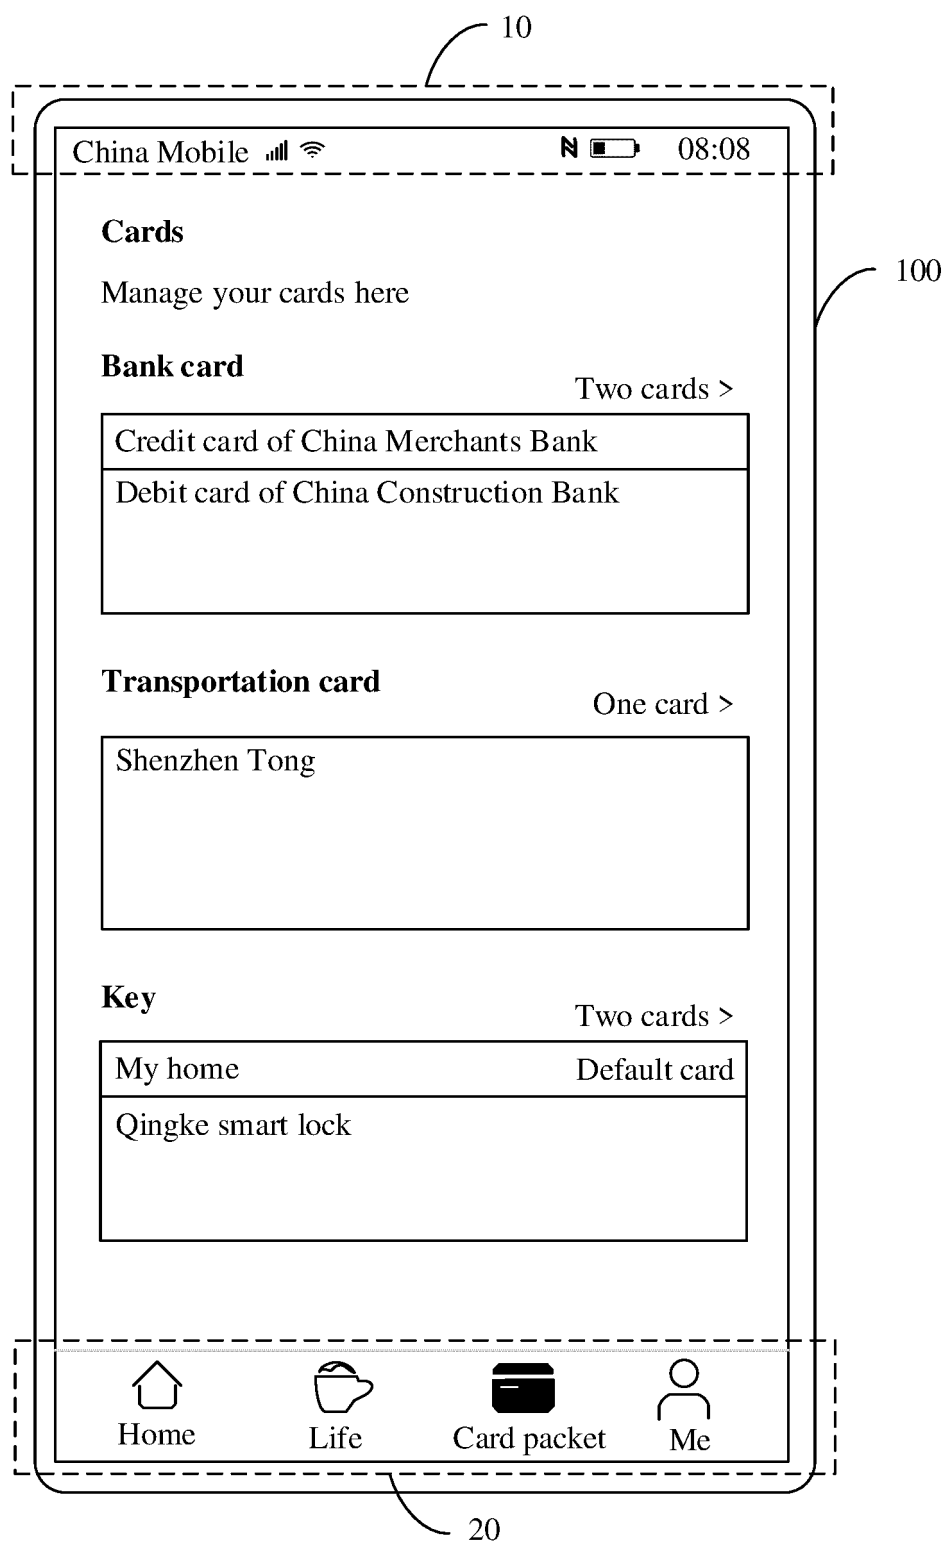 10
China Mobile 08:08
Cards
100
Manage your cards here
Bank card
Two cards >
Credit card of China Merchants Bank
Debit card of China Construction Bank
Transportation card
One card >
Shenzhen Tong
Key
Two cards >
My home Default card
Qingke smart lock
Home Life Card packet Me
20